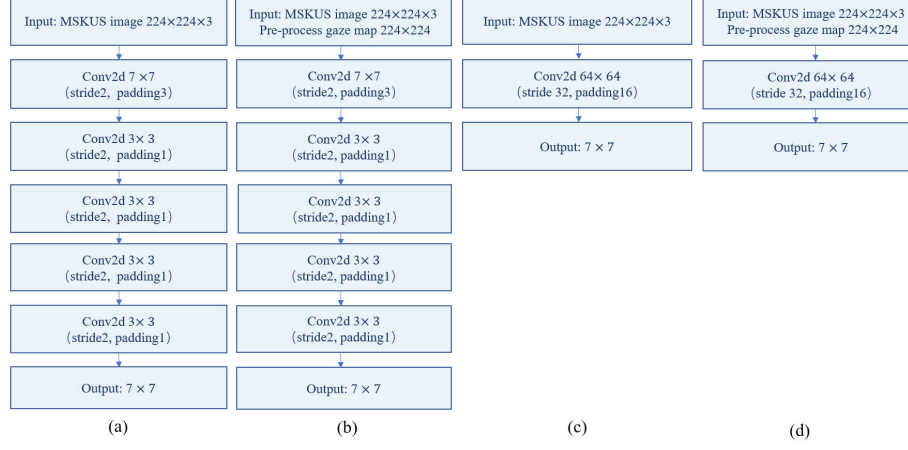 Input: MSKUS image 224×224×3
Conv2d 7 ×7
(stride2, padding3)
Conv2d 3× 3
(stride2, padding1)
Conv2d 3× 3
(stride2, padding1)
Conv2d 3× 3
(stride2, padding1)
Conv2d 3× 3
(stride2, padding1)
Output: 7 × 7
(a)
Input: MSKUS image 224×224×3
Pre-process gaze map 224×224
Conv2d 7 ×7
(stride2, padding3)
Conv2d 3× 3
(stride2, padding1)
Conv2d 3× 3
(stride2, padding1)
Conv2d 3× 3
(stride2, padding1)
Conv2d 3× 3
(stride2, padding1)
Output: 7 × 7
(b)
Input: MSKUS image 224×224×3
Conv2d 64× 64
(stride 32, padding16)
Output: 7 × 7
(c)
Input: MSKUS image 224×224×3
Pre-process gaze map 224×224
Conv2d 64× 64
(stride 32, padding16)
Output: 7 × 7
(d)